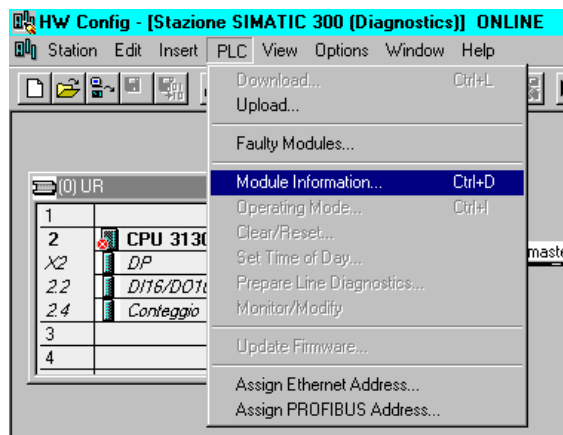 HW Config - [Stazione SIMATIC 300 (Diagnostics)] ONLINE
Station Edit Insert PLC View Options Window Help
Download... Ctrl+L
Upload...
Faulty Modules...
(0) UR
Module Information... Ctrl+D
1
Operating Mode... Ctrl+I
2 CPU 313
Clear/Reset...
X2 DP
Set Time of Day...
2.2 DI16/DO1
Prepare Line Diagnostics...
2.4 Conteggio
Monitor/Modify
3
Update Firmware...
4
Assign Ethernet Address...
Assign PROFIBUS Address...